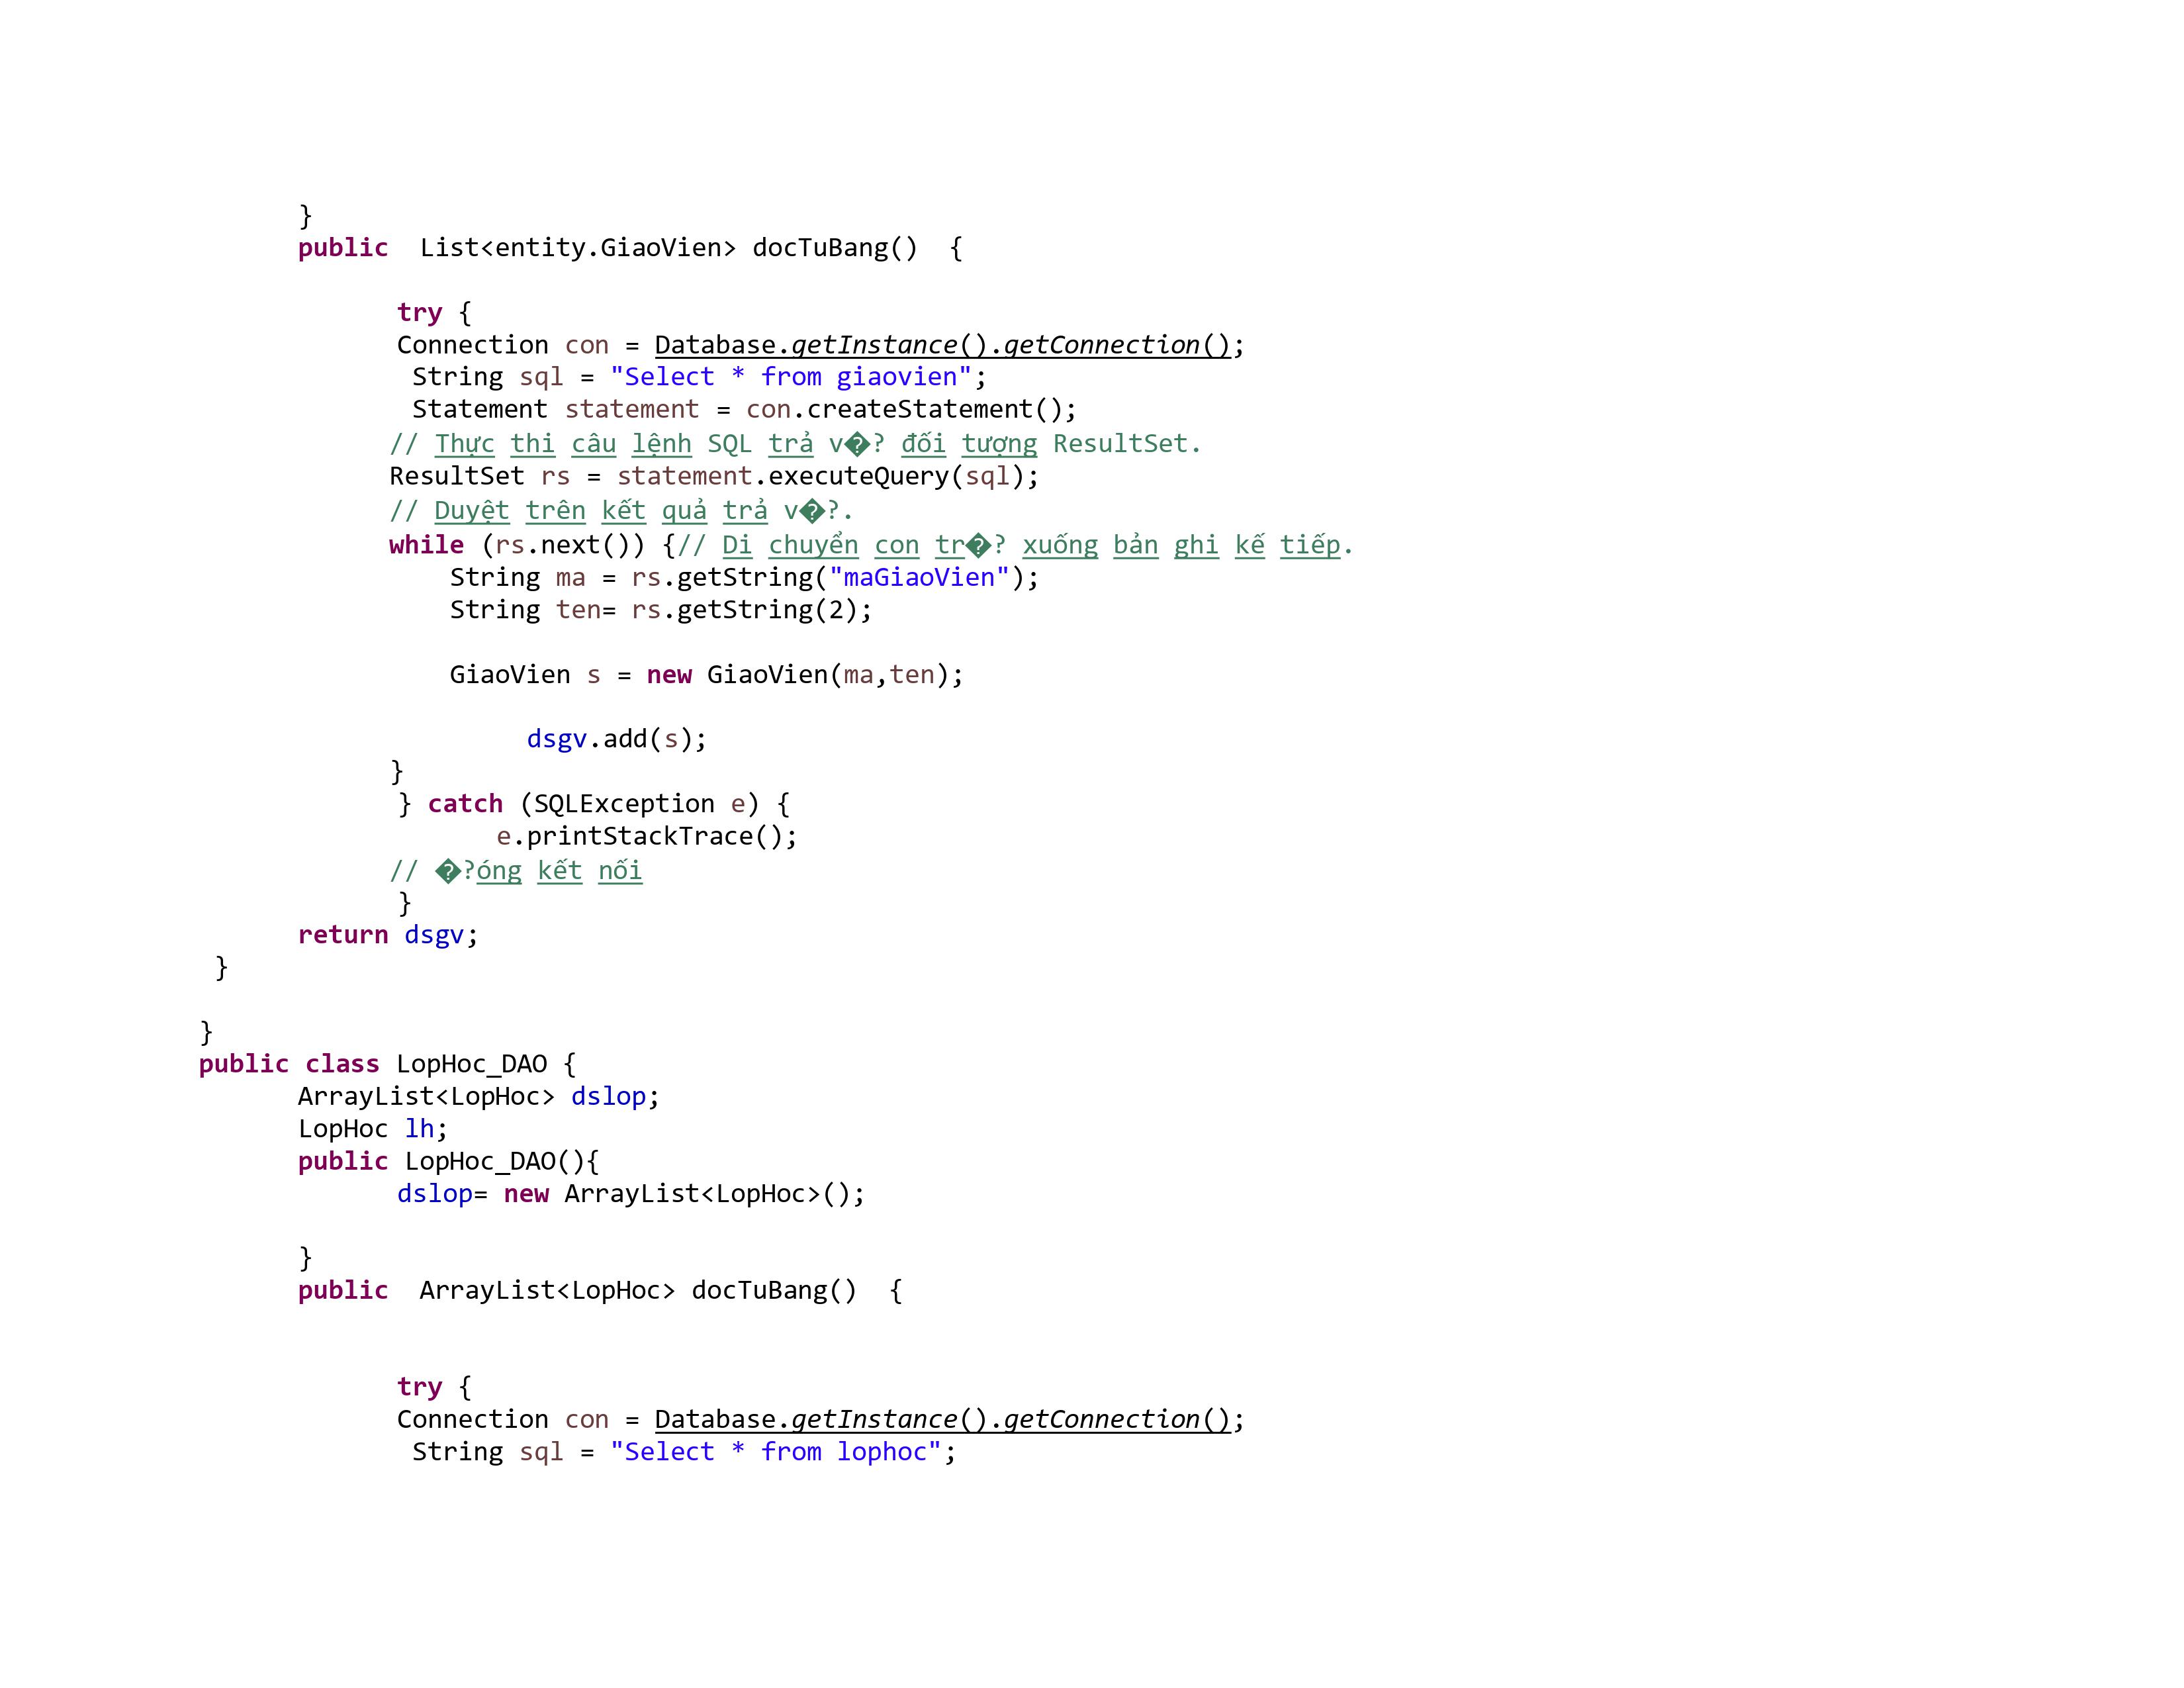 }
public  List<entity.GiaoVien> docTuBang()  {
try {
Connection con = Database.getInstance().getConnection();
String sql = "Select * from giaovien";
Statement statement = con.createStatement();
// Thực thi câu lệnh SQL trả v�? đối tượng ResultSet.
ResultSet rs = statement.executeQuery(sql);
// Duyệt trên kết quả trả v�?.
while (rs.next()) {// Di chuyển con tr�? xuống bản ghi kế tiếp.
String ma = rs.getString("maGiaoVien");
String ten= rs.getString(2);
GiaoVien s = new GiaoVien(ma,ten);
dsgv.add(s);
}
} catch (SQLException e) {
e.printStackTrace();
// �?óng kết nối
}
return dsgv;
}
}
public class LopHoc_DAO {
ArrayList<LopHoc> dslop;
LopHoc lh;
public LopHoc_DAO(){
dslop= new ArrayList<LopHoc>();
}
public  ArrayList<LopHoc> docTuBang()  {
try {
Connection con = Database.getInstance().getConnection();
String sql = "Select * from lophoc";